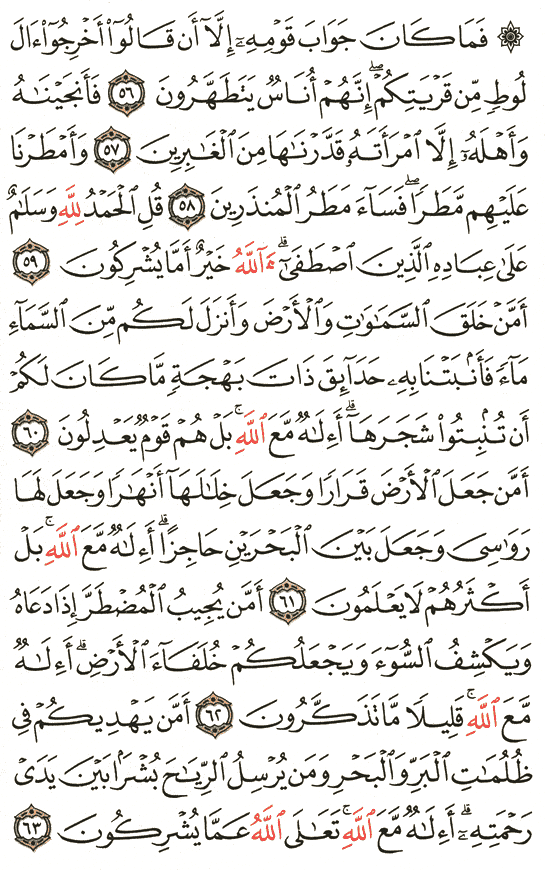 ۞ فَمَا كَانَ جَوَابَ قَوْمِهِۦٓ إِلَّآ أَن قَالُوٓا۟ أَخْرِجُوٓا۟ ءَالَ
لُوطٍ مِّن قَرْيَتِكُمْ ۖ إِنَّهُمْ أُنَاسٌ يَتَطَهَّرُونَ ٥٦ فَأَنجَيْنَـٰهُ
وَأَهْلَهُۥٓ إِلَّا ٱمْرَأَتَهُۥ قَدَّرْنَـٰهَا مِنَ ٱلْغَـٰبِرِينَ ٥٧ وَأَمْطَرْنَا
عَلَيْهِم مَّطَرًا ۖ فَسَآءَ مَطَرُ ٱلْمُنذَرِينَ ٥٨ قُلِ ٱلْحَمْدُ لِلَّهِ وَسَلَـٰمٌ
عَلَىٰ عِبَادِهِ ٱلَّذِينَ ٱصْطَفَىٰٓ ۗ ءَآللَّهُ خَيْرٌ أَمَّا يُشْرِكُونَ ٥٩
أَمَّنْ خَلَقَ ٱلسَّمَـٰوَٰتِ وَٱلْأَرْضَ وَأَنزَلَ لَكُم مِّنَ ٱلسَّمَآءِ
مَآءً فَأَنۢبَتْنَا بِهِۦ حَدَآئِقَ ذَاتَ بَهْجَةٍ مَّا كَانَ لَكُمْ
أَن تُنۢبِتُوا۟ شَجَرَهَآ ۗ أَءِلَـٰهٌ مَّعَ ٱللَّهِ ۚ بَلْ هُمْ قَوْمٌ يَعْدِلُونَ ٦٠
أَمَّن جَعَلَ ٱلْأَرْضَ قَرَارًا وَجَعَلَ خِلَـٰلَهَآ أَنْهَـٰرًا وَجَعَلَ لَهَا
رَوَٰسِىَ وَجَعَلَ بَيْنَ ٱلْبَحْرَيْنِ حَاجِزًا ۗ أَءِلَـٰهٌ مَّعَ ٱللَّهِ ۚ بَلْ
أَكْثَرُهُمْ لَا يَعْلَمُونَ ٦١ أَمَّن يُجِيبُ ٱلْمُضْطَرَّ إِذَا دَعَاهُ
وَيَكْشِفُ ٱلسُّوٓءَ وَيَجْعَلُكُمْ خُلَفَآءَ ٱلْأَرْضِ ۗ أَءِلَـٰهٌ
مَّعَ ٱللَّهِ ۚ قَلِيلًا مَّا تَذَكَّرُونَ ٦٢ أَمَّن يَهْدِيكُمْ فِى
ظُلُمَـٰتِ ٱلْبَرِّ وَٱلْبَحْرِ وَمَن يُرْسِلُ ٱلرِّيَـٰحَ بُشْرًۢا بَيْنَ يَدَىْ
رَحْمَتِهِۦٓ ۗ أَءِلَـٰهٌ مَّعَ ٱللَّهِ ۚ تَعَـٰلَى ٱللَّهُ عَمَّا يُشْرِكُونَ ٦٣